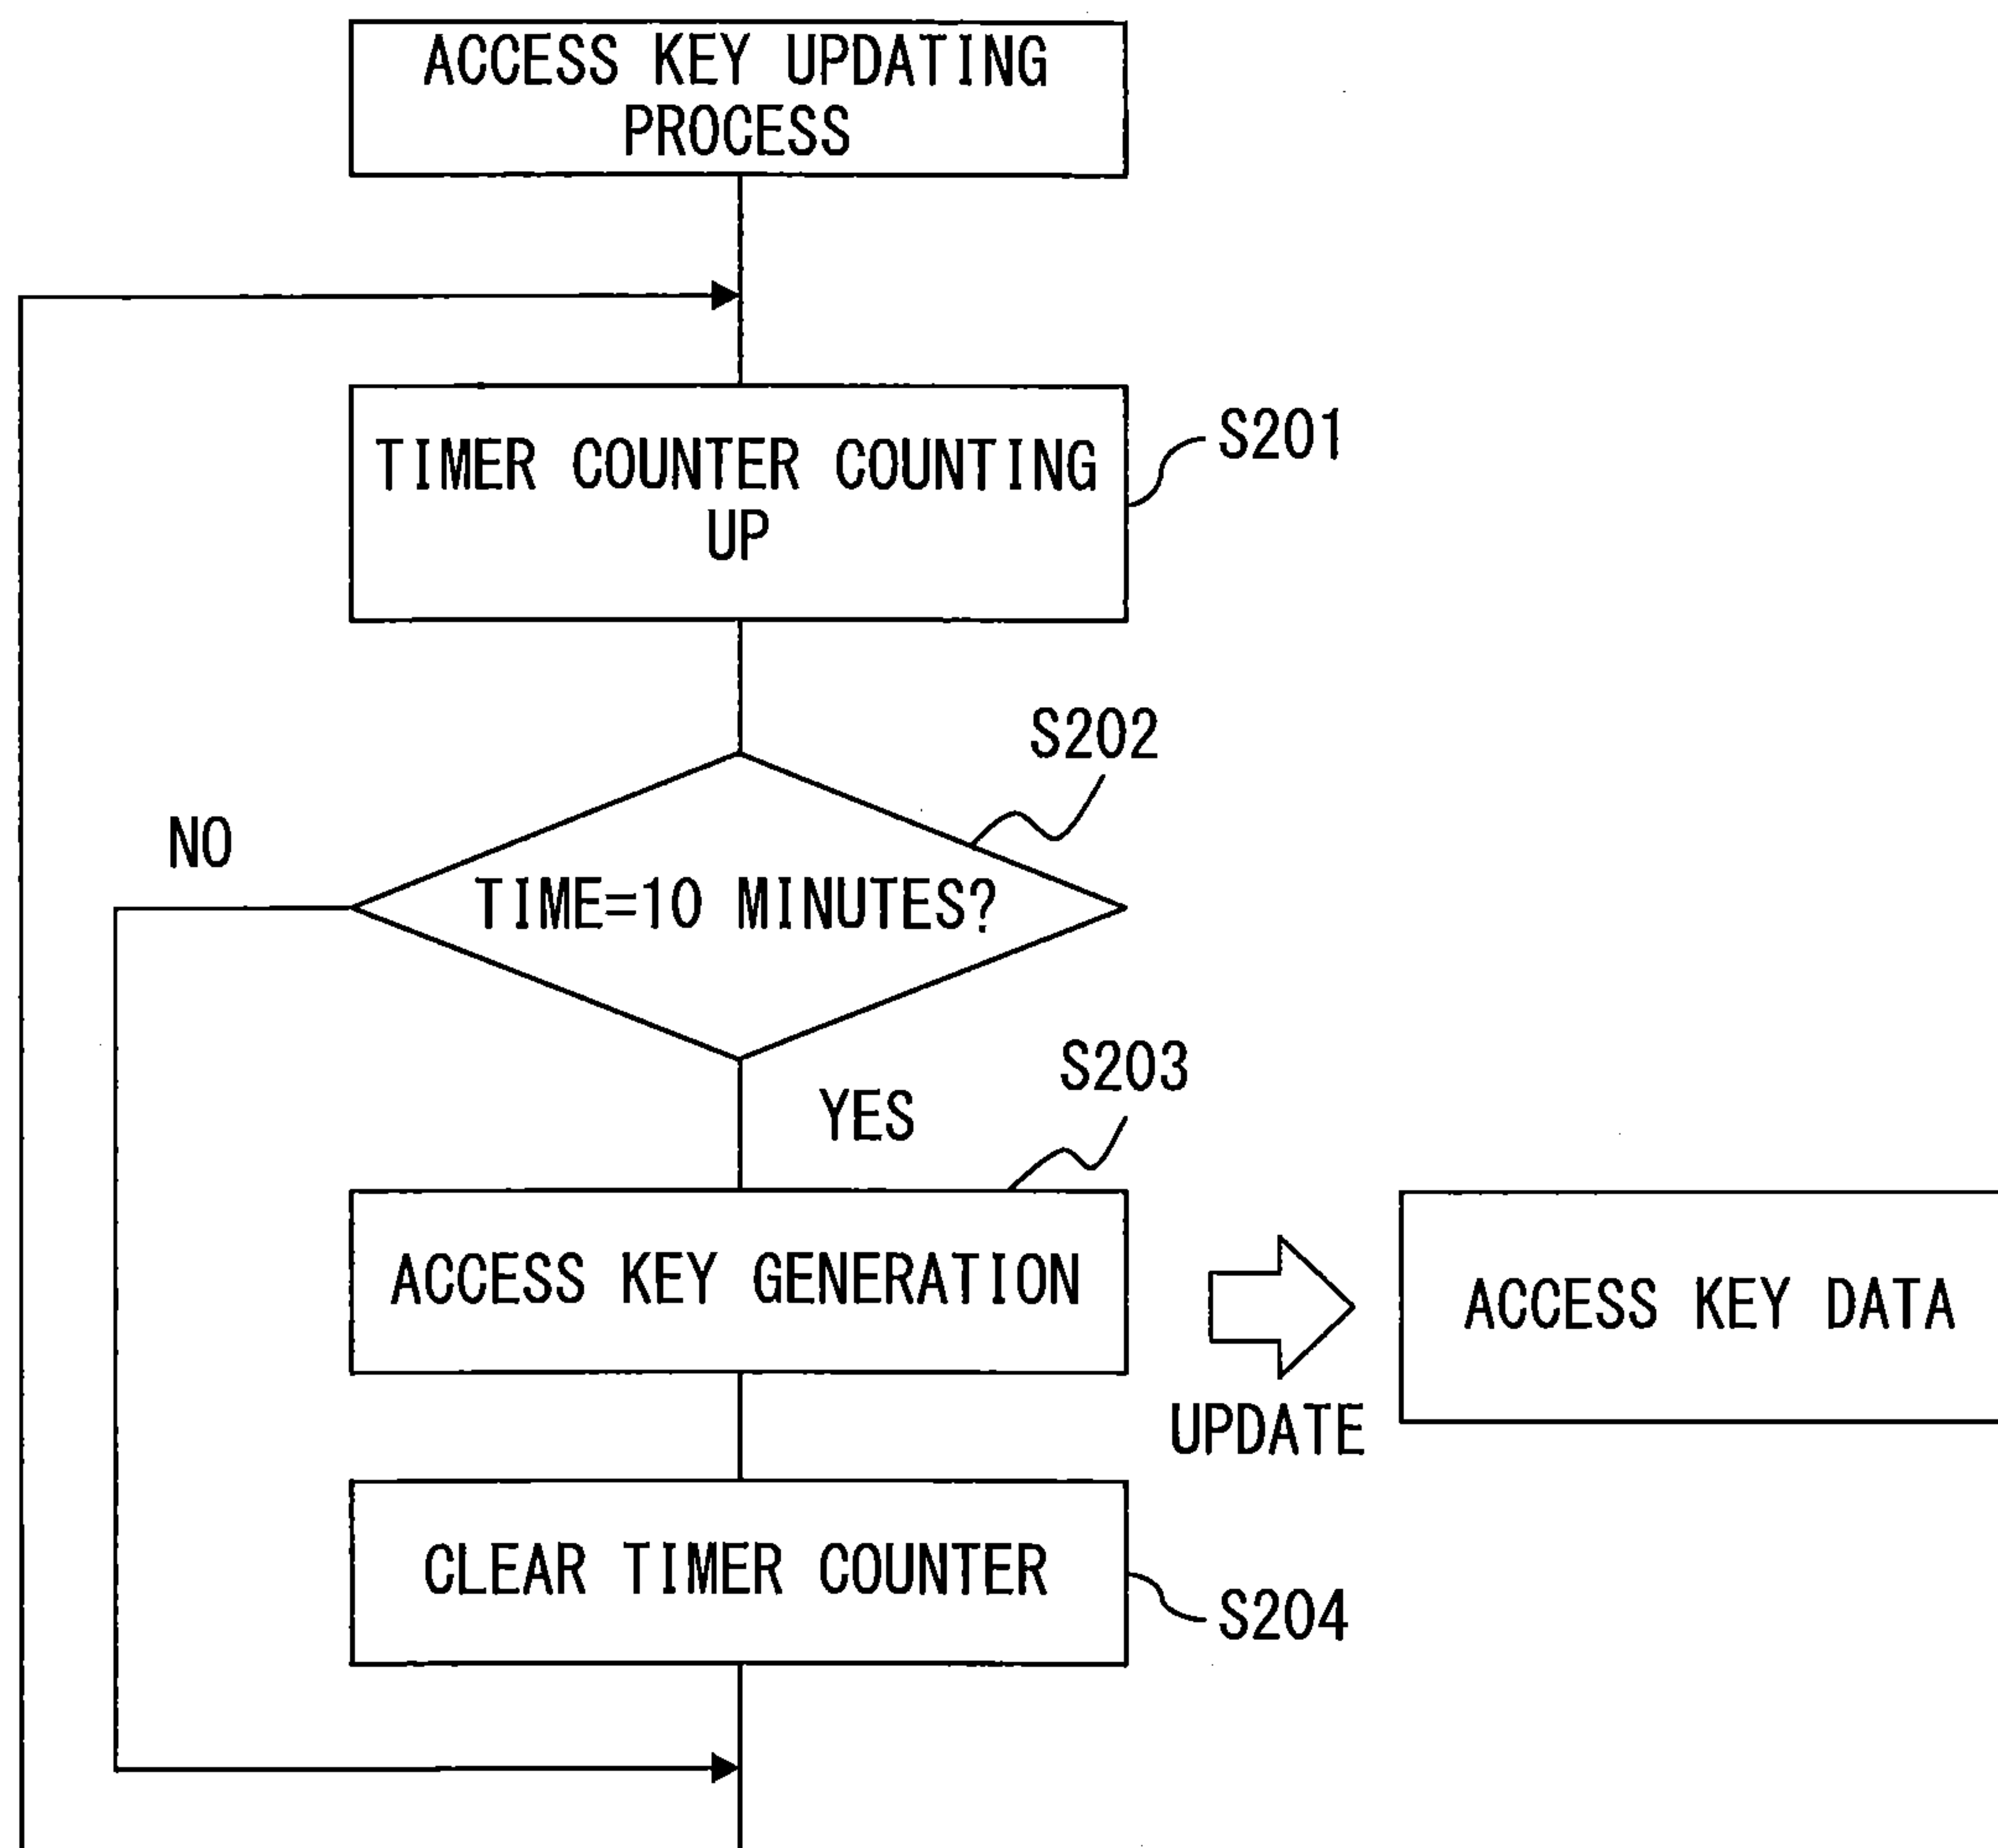 ACCESS KEY UPDATING
PROCESS
TIMER COUNTER COUNTING
UP
S201
S202
NO
TIME=10 MINUTES?
S203
YES
ACCESS KEY GENERATION
ACCESS KEY DATA
UPDATE
CLEAR TIMER COUNTER
S204